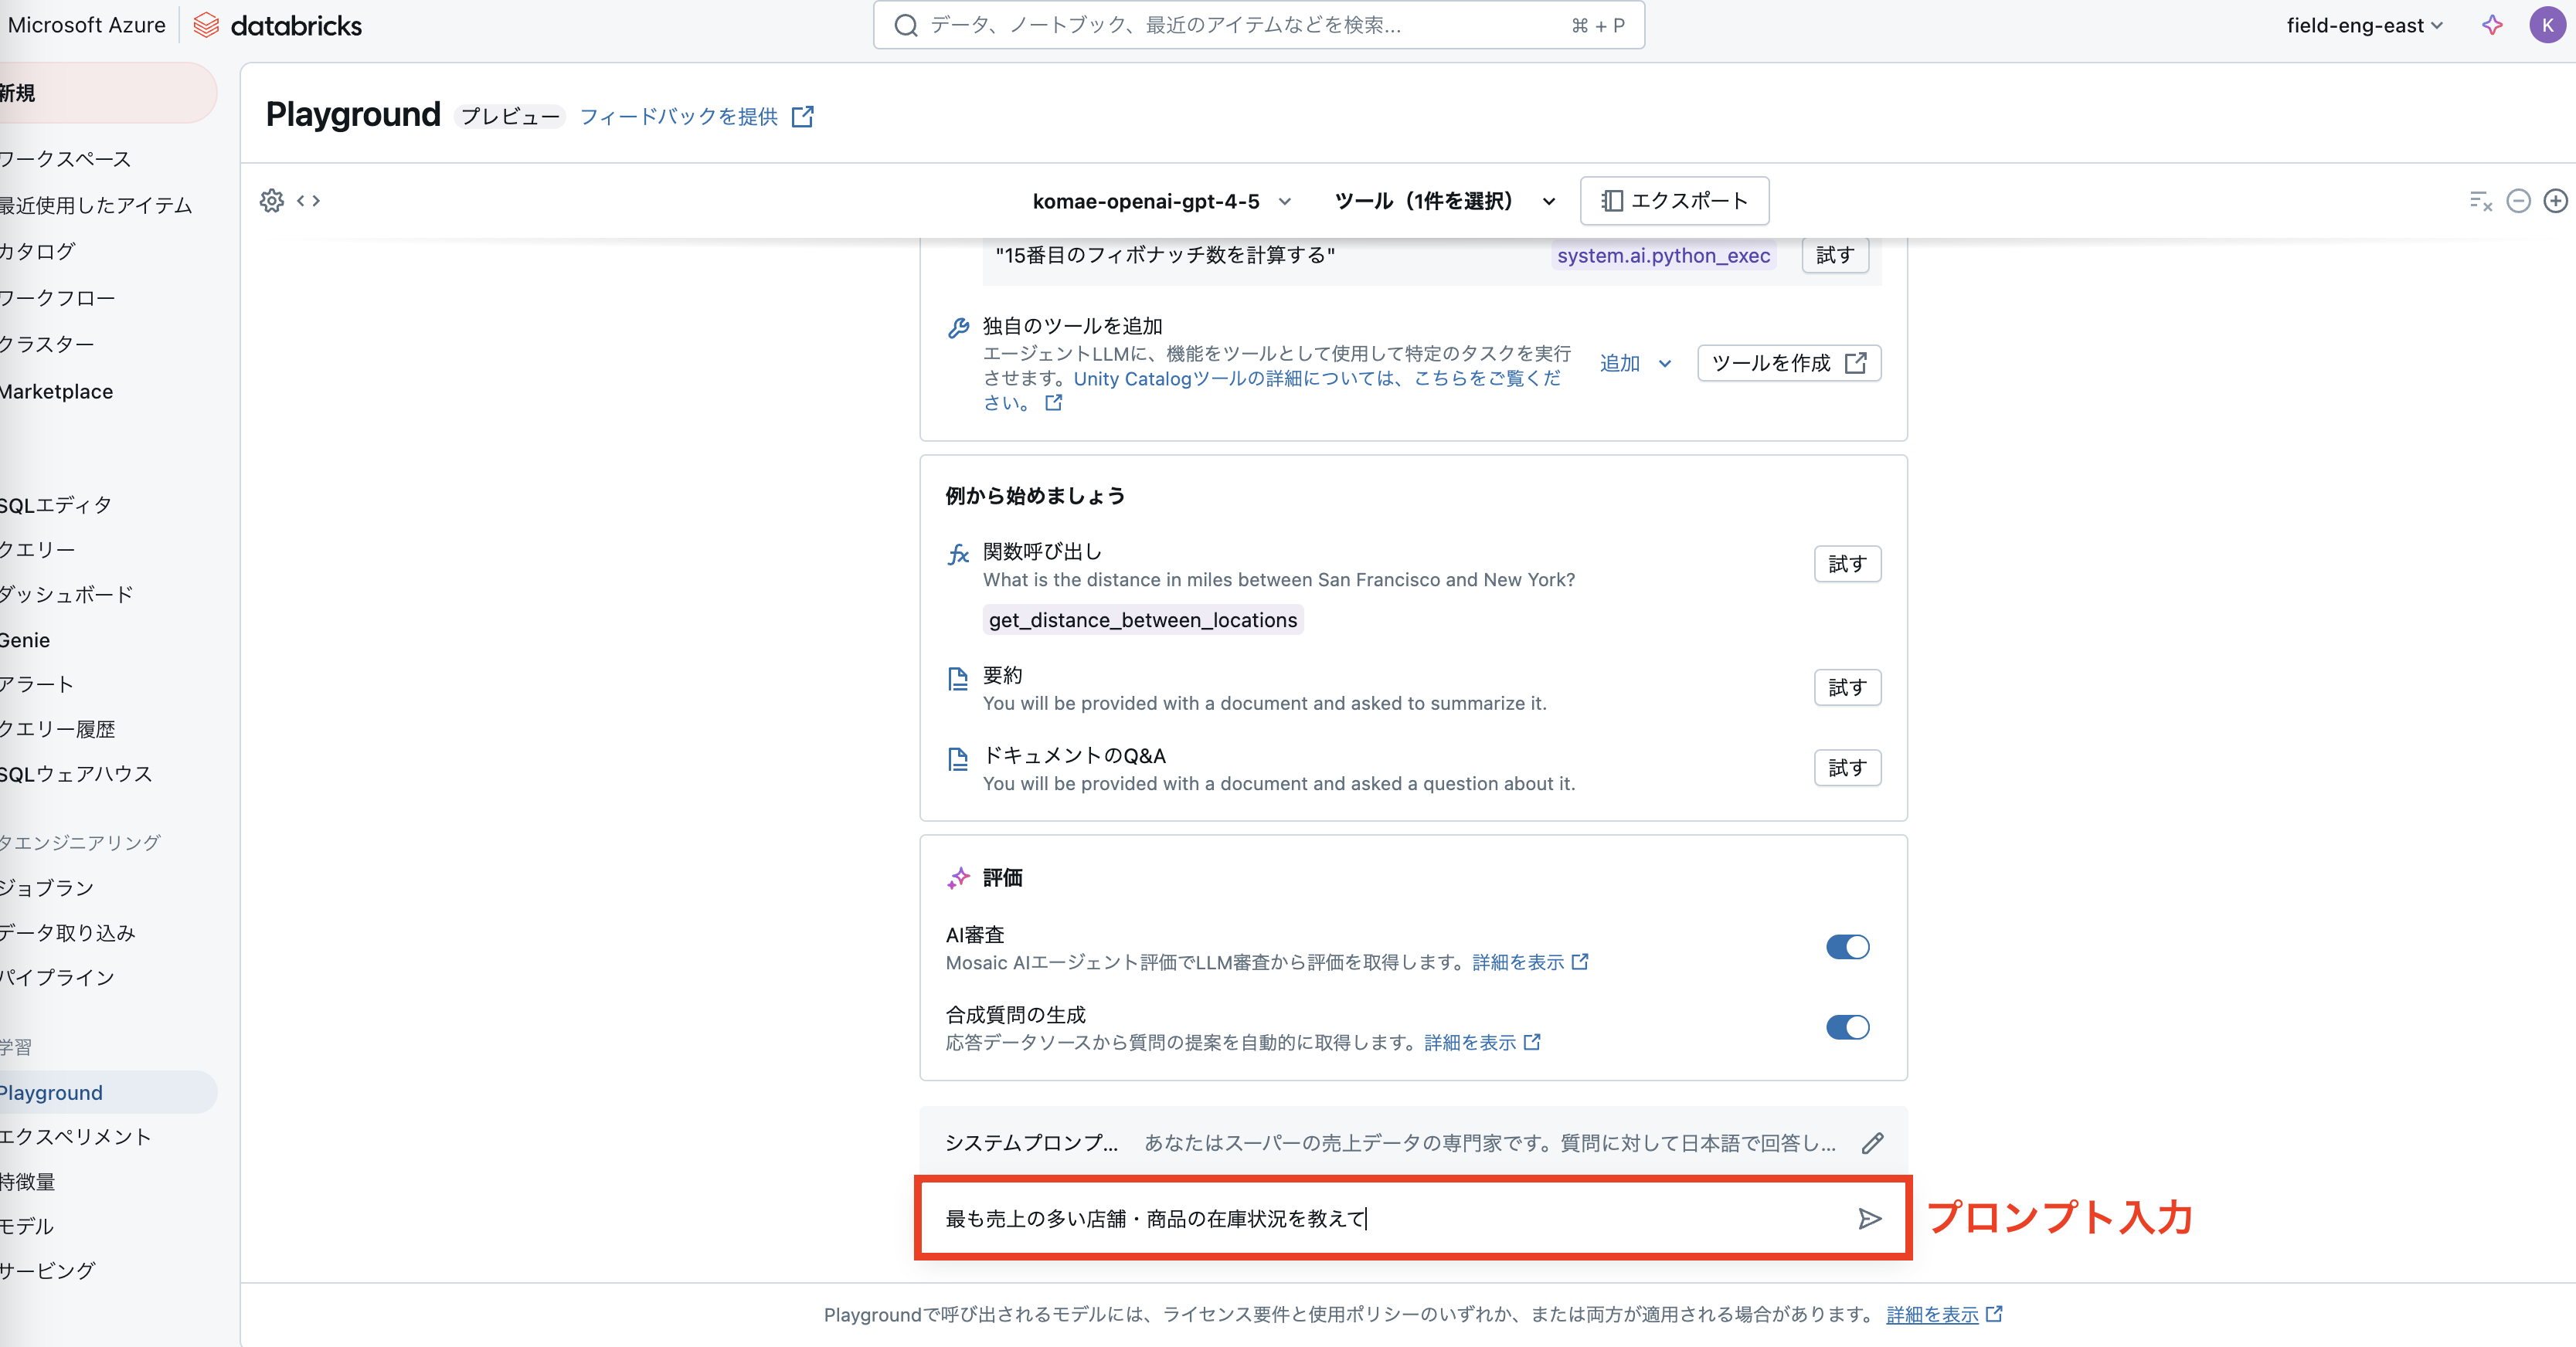 Microsoft Azure
databricks
データ、ノートブック、最近のアイテムなどを検索...
⌘ + P
field-eng-east
K
新規
ワークスペース
最近使用したアイテム
カタログ
ワークフロー
クラスター
Marketplace
SQLエディタ
クエリー
ダッシュボード
Genie
アラート
クエリー履歴
SQLウェアハウス
タエンジニアリング
ジョブラン
データ取り込み
パイプライン
学習
Playground
エクスペリメント
特徴量
モデル
サービング
Playground
プレビュー
フィードバックを提供
komae-openai-gpt-4-5
ツール（1件を選択）
エクスポート
"15番目のフィボナッチ数を計算する"
system.ai.python_exec
試す
独自のツールを追加
エージェントLLMに、機能をツールとして使用して特定のタスクを実行
させます。Unity Catalogツールの詳細については、こちらをご覧くだ
さい。
追加
ツールを作成
例から始めましょう
関数呼び出し
What is the distance in miles between San Francisco and New York?
get_distance_between_locations
試す
要約
You will be provided with a document and asked to summarize it.
試す
ドキュメントのQ&A
You will be provided with a document and asked a question about it.
試す
評価
AI審査
Mosaic AIエージェント評価でLLM審査から評価を取得します。詳細を表示
合成質問の生成
応答データソースから質問の提案を自動的に取得します。詳細を表示
システムプロンプ...
あなたはスーパーの売上データの専門家です。質問に対して日本語で回答し...
最も売上の多い店舗・商品の在庫状況を教えて
プロンプト入力
Playgroundで呼び出されるモデルには、ライセンス要件と使用ポリシーのいずれか、または両方が適用される場合があります。 詳細を表示